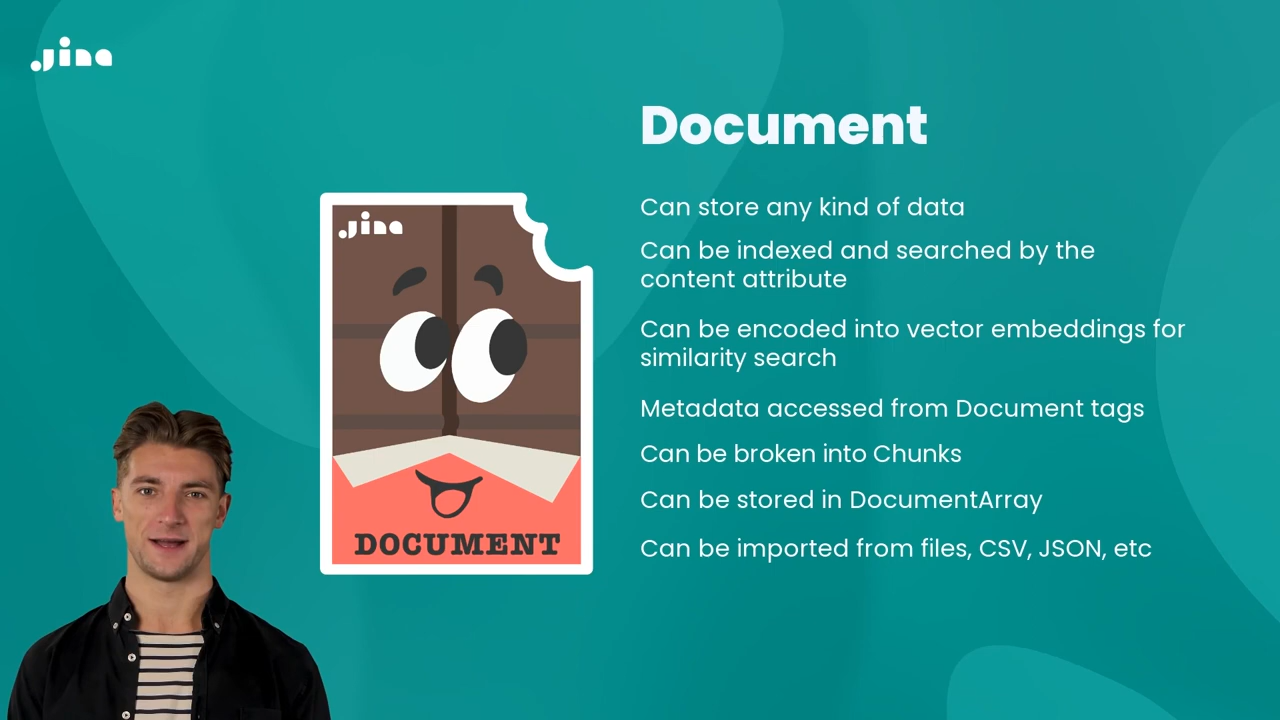 Jina
Document
Can store any kind of data
Can be indexed and searched by the
content attribute
Can be encoded into vector embeddings for
similarity search
Metadata accessed from Document tags
Can be broken into Chunks
Can be stored in DocumentArray
Can be imported from files, CSV, JSON, etc
Jina
DOCUMENT